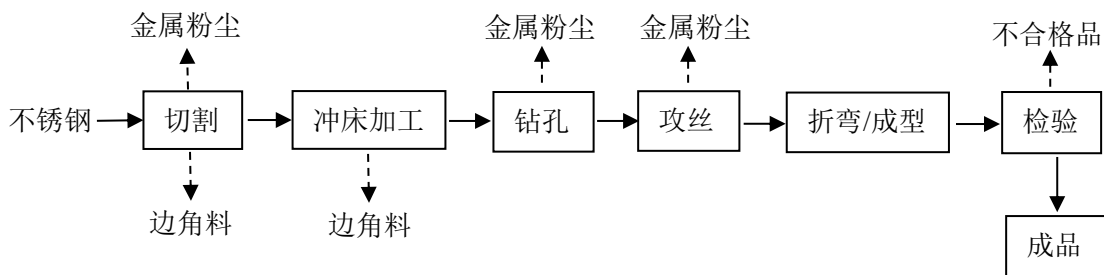 金属粉尘
金属粉尘
金属粉尘
不合格品
不锈钢
切割
冲床加工
钻孔
攻丝
折弯/成型
检验
边角料
边角料
成品